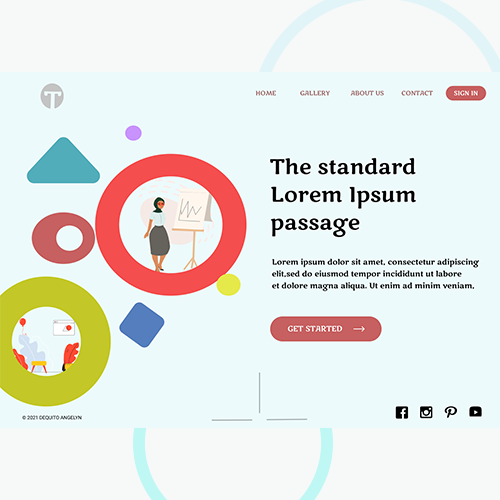 T
HOME GALLERY ABOUT US CONTACT SIGN IN
The standard
Lorem Ipsum
passage
Lorem ipsum dolor sit amet, consectetur adipiscing
elit,sed do eiusmod tempor incididunt ut labore
et dolore magna aliqua. Ut enim ad minim veniam,
GET STARTED
© 2021 DEQUITO ANGELYN